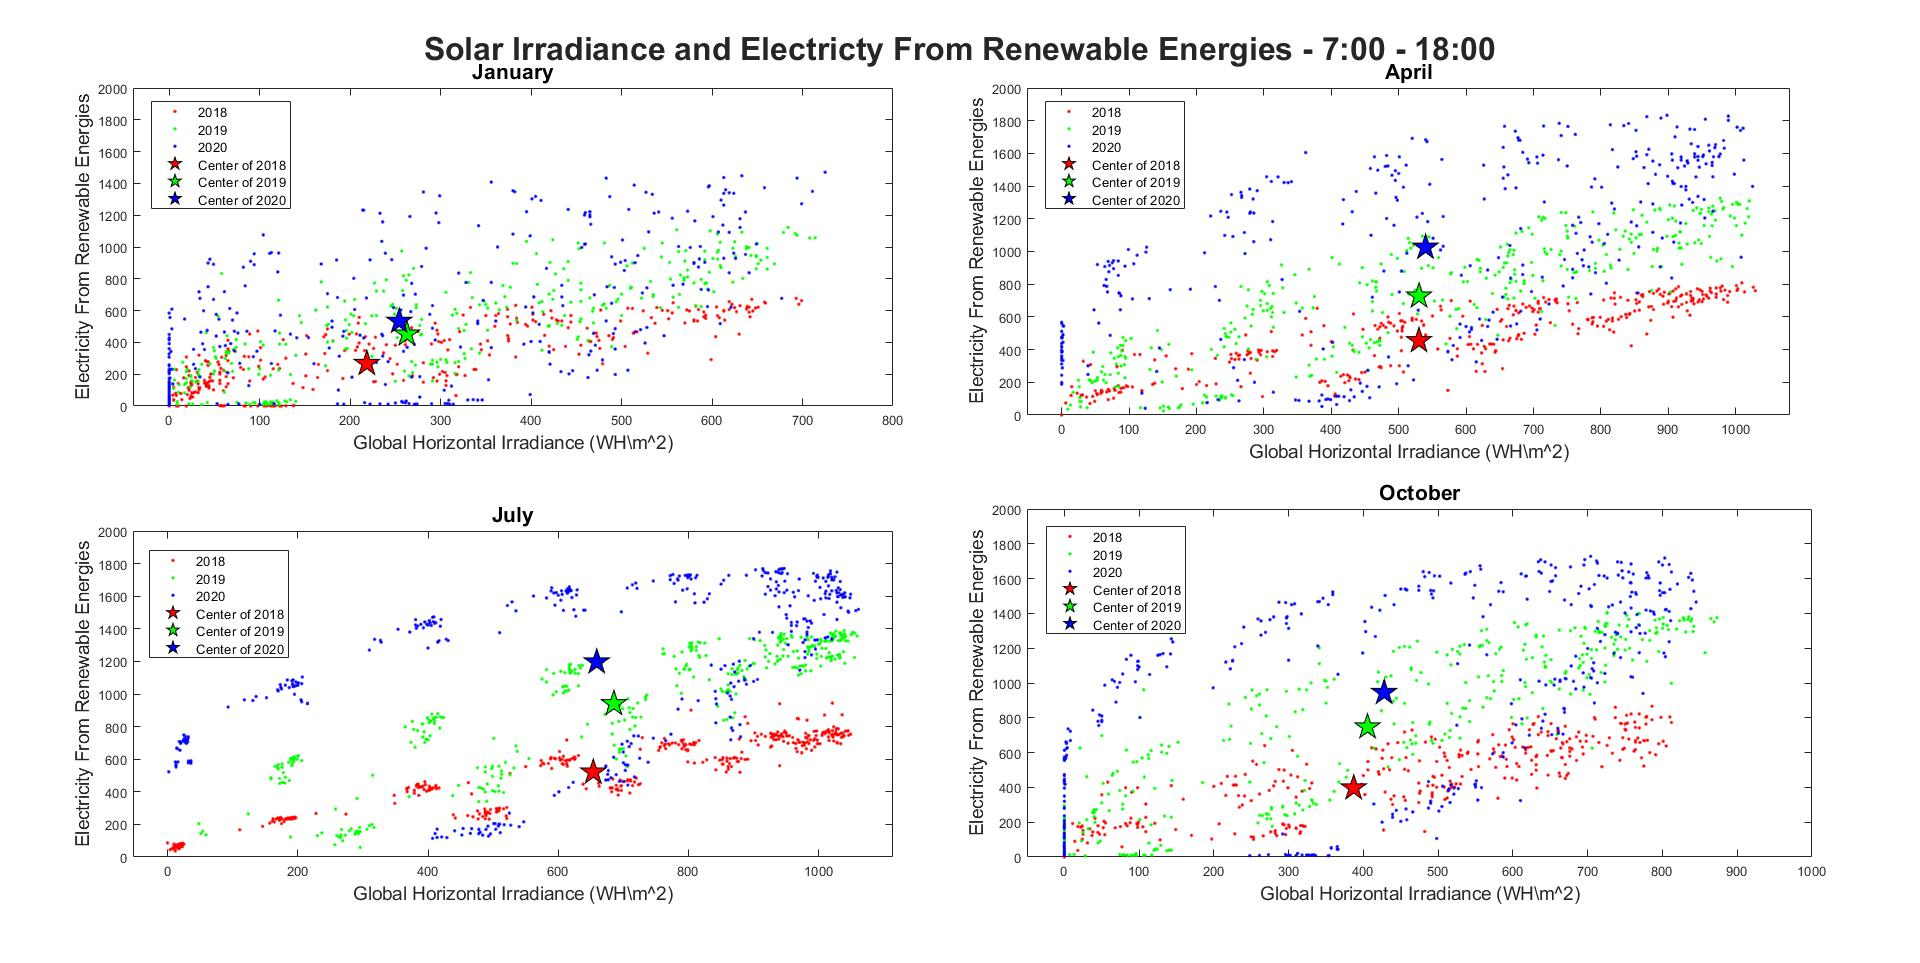 Solar Irradiance and Electricty From Renewable Energies - 7:00 - 18:00
January
Electricity From Renewable Energies
2000
1800
1600
1400
1200
1000
800
600
400
200
0
2018
2019
2020
Center of 2018
Center of 2019
Center of 2020
0 100 200 300 400 500 600 700 800
Global Horizontal Irradiance (WH\m^2)
April
Electricity From Renewable Energies
2000
1800
1600
1400
1200
1000
800
600
400
200
0
2018
2019
2020
Center of 2018
Center of 2019
Center of 2020
0 100 200 300 400 500 600 700 800 900 1000
Global Horizontal Irradiance (WH\m^2)
July
Electricity From Renewable Energies
2000
1800
1600
1400
1200
1000
800
600
400
200
0
2018
2019
2020
Center of 2018
Center of 2019
Center of 2020
0 200 400 600 800 1000
Global Horizontal Irradiance (WH\m^2)
October
Electricity From Renewable Energies
2000
1800
1600
1400
1200
1000
800
600
400
200
0
2018
2019
2020
Center of 2018
Center of 2019
Center of 2020
0 100 200 300 400 500 600 700 800 900 1000
Global Horizontal Irradiance (WH\m^2)